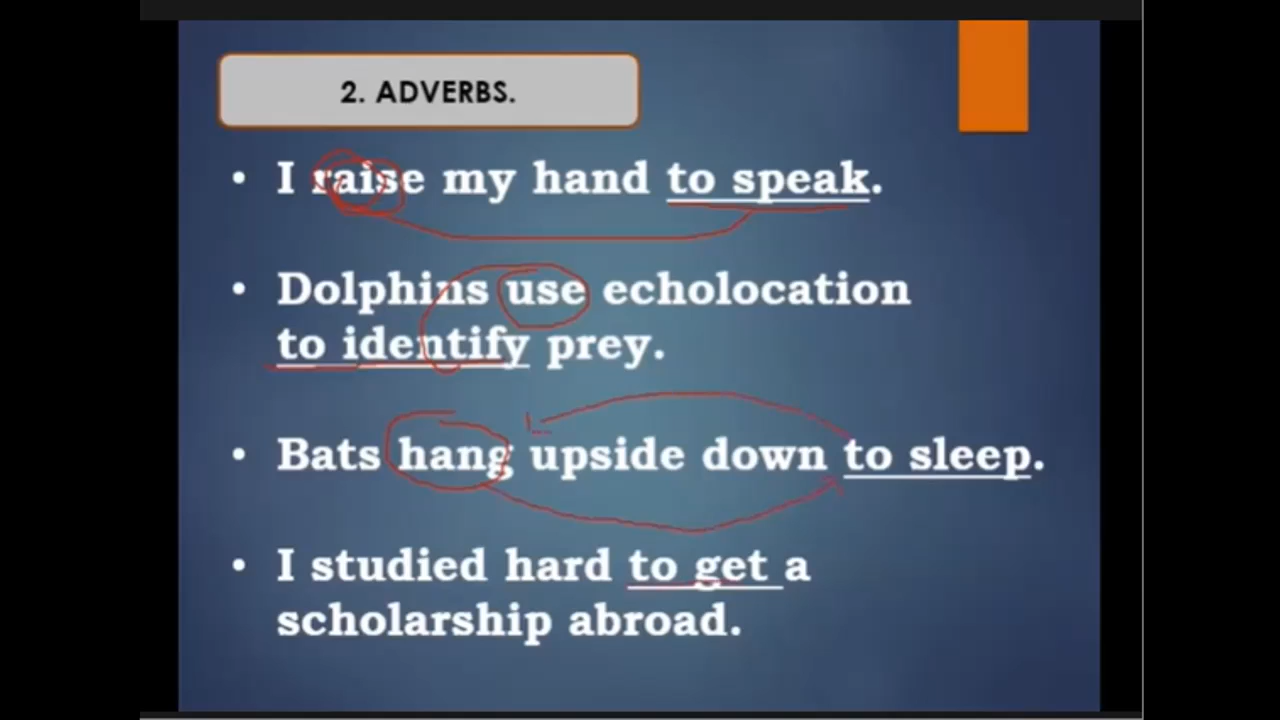 2. ADVERBS.
• I raise my hand to speak.
• Dolphins use echolocation
to identify prey.
• Bats hang upside down to sleep.
• I studied hard to get a
scholarship abroad.